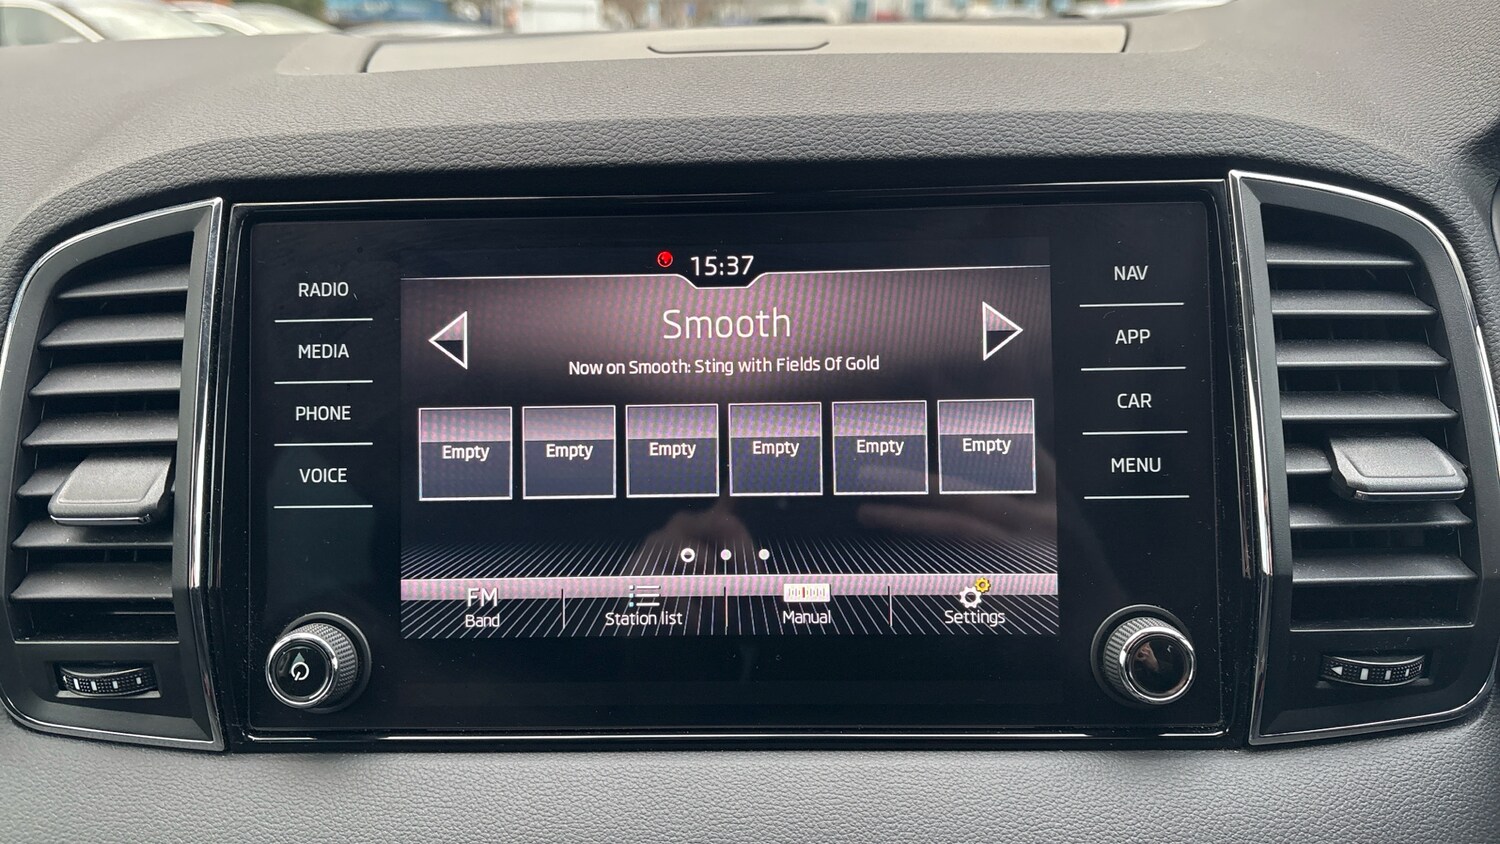 15:37
RADIO
MEDIA
PHONE
VOICE
Smooth
Now on Smooth: Sting with Fields Of Gold
Empty Empty Empty Empty Empty Empty
FM
Band
Station list
Manual
Settings
NAV
APP
CAR
MENU